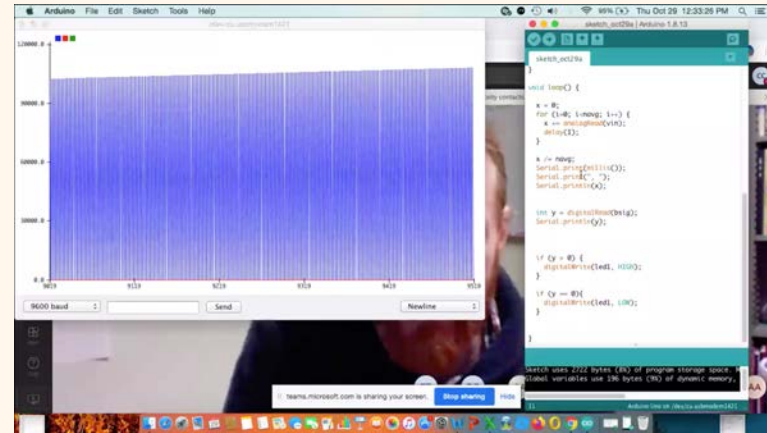 Arduino File Edit Sketch Tools Help
95% Thu Oct 29 12:33:26 PM
sketch_oct29a | Arduino 1.8.13
sketch_oct29a
}
void loop() {
x = 0;
for (i=0; i<navg; i++) {
x += analogRead(vin);
delay(1);
}
x /= navg;
Serial.print(millis());
Serial.print(", ");
Serial.println(x);
int y = digitalRead(bsig);
Serial.println(y);
if (y > 0) {
digitalWrite(led1, HIGH);
}
if (y == 0){
digitalWrite(led1, LOW);
}
}
Sketch uses 2722 bytes (8%) of program storage space.
Global variables use 196 bytes (9%) of dynamic memory,
120000.0
90000.0
60000.0
30000.0
0.0
9019
9119
9219
9319
9419
9519
9600 baud
Send
Newline
teams.microsoft.com is sharing your screen.
Stop sharing
Hide
CC
AA